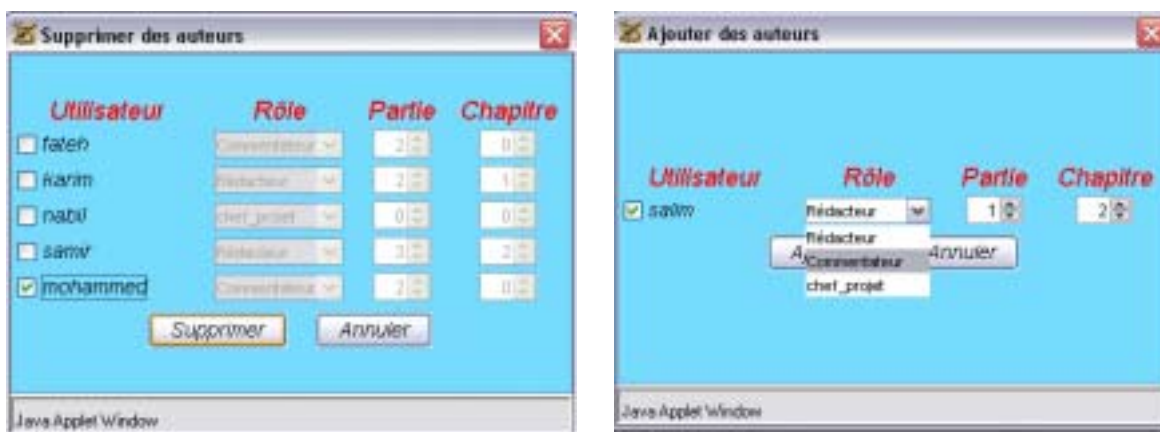 Supprimer des auteurs
Utilisateur Rôle Partie Chapitre
fateh Commentateur 2 0
karim Rédacteur 2 1
nabil chef_projet 0 0
samir Rédacteur 3 2
mohammed Commentateur 2 0
Supprimer Annuler
Java Applet Window
Ajouter des auteurs
Utilisateur Rôle Partie Chapitre
salim Rédacteur 1 2
Rédacteur
Commentateur Annuler
chef_projet
Java Applet Window